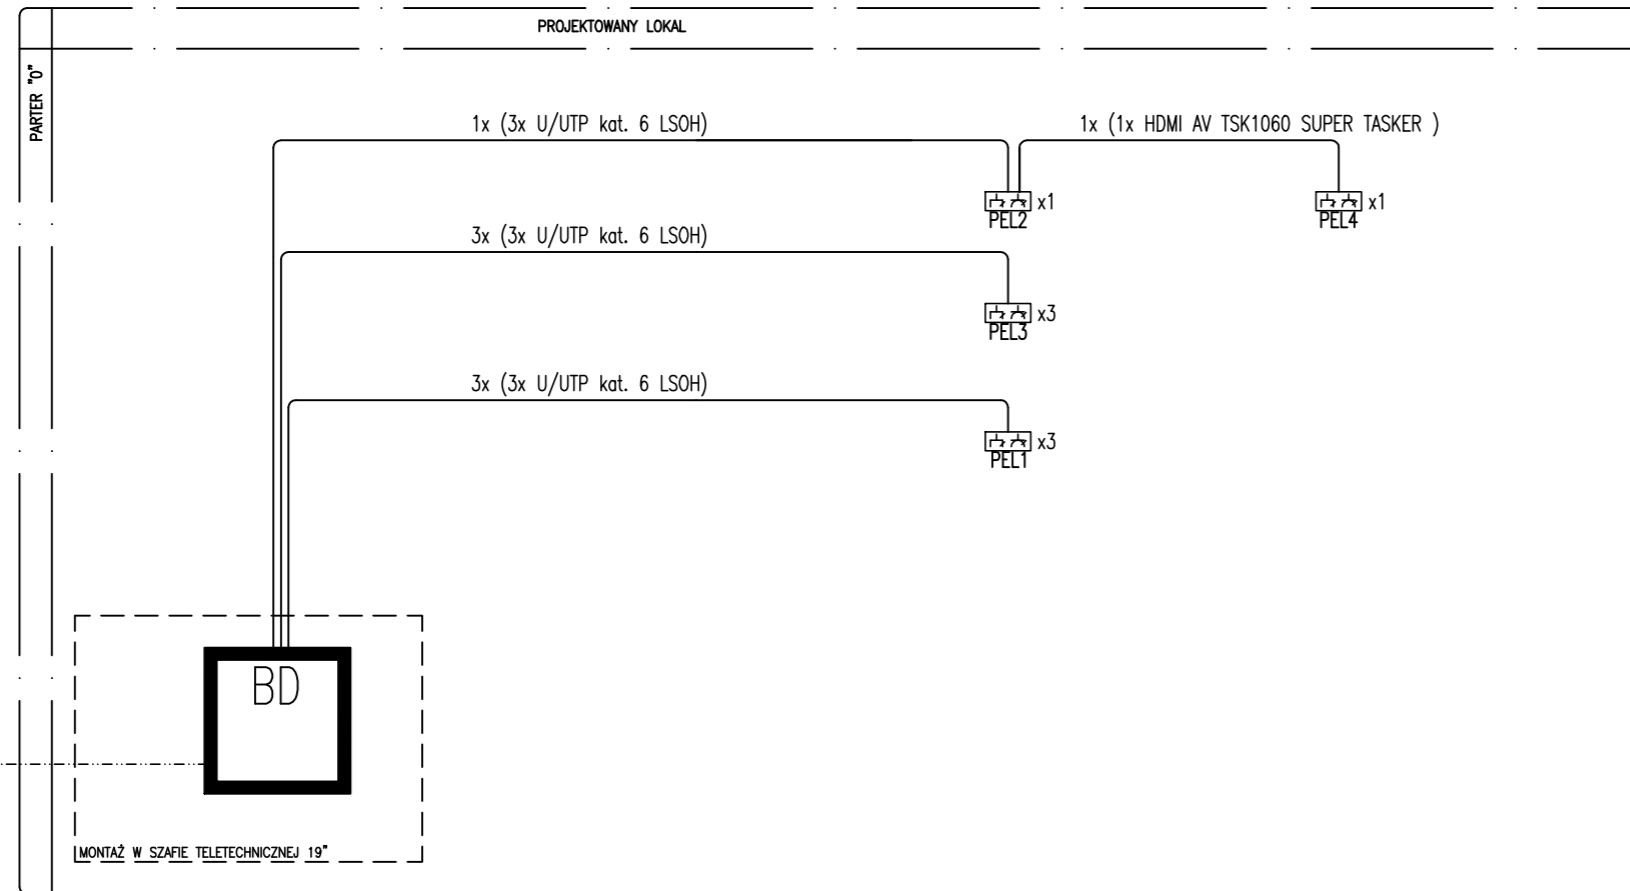 PROJEKTOWANY LOKAL
PARTER "0"
1x (3x U/UTP kat. 6 LSOH)
1x (1x HDMI AV TSK1060 SUPER TASKER )
x1
PEL2
x1
PEL4
3x (3x U/UTP kat. 6 LSOH)
x3
PEL3
3x (3x U/UTP kat. 6 LSOH)
x3
PEL1
BD
MONTAŻ W SZAFIE TELETECHNICZNEJ 19"